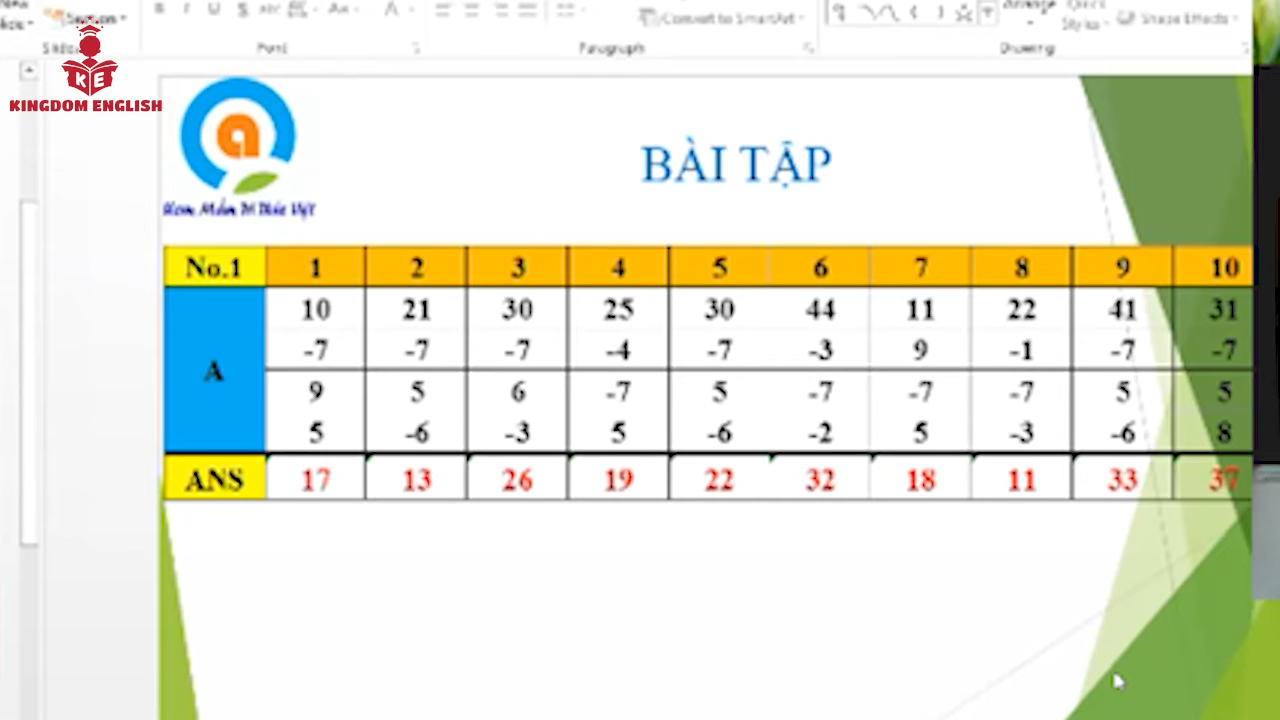 Font
Paragraph
Drawing
Convert to SmartArt
Shape Effects
KE
KINGDOM ENGLISH
BÀI TẬP
No.1 1 2 3 4 5 6 7 8 9 10
10 21 30 25 30 44 11 22 41 31
-7 -7 -7 -4 -7 -3 9 -1 -7 -7
A
9 5 6 -7 5 -7 -7 -7 5 5
5 -6 -3 5 -6 -2 5 -3 -6 8
ANS 17 13 26 19 22 32 18 11 33 37